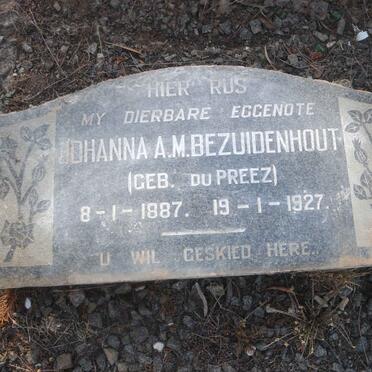 HIER RUS
MY DIERBARE EGGENOTE
JOHANNA A.M. BEZUIDENHOUT
(GEB. DU PREEZ)
8-1-1887. 19-1-1927.
U WIL GESKIED HERE.